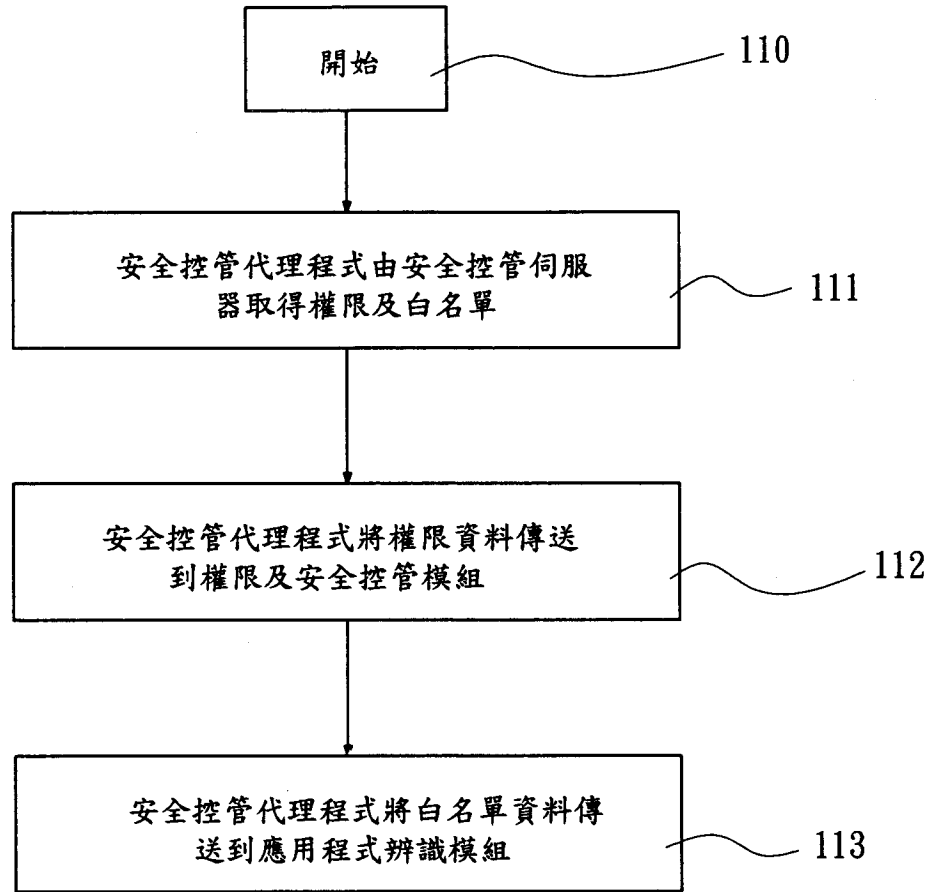 開始
110
安全控管代理程式由安全控管伺服
器取得權限及白名單
111
安全控管代理程式將權限資料傳送
到權限及安全控管模組
112
安全控管代理程式將白名單資料傳
送到應用程式辨識模組
113